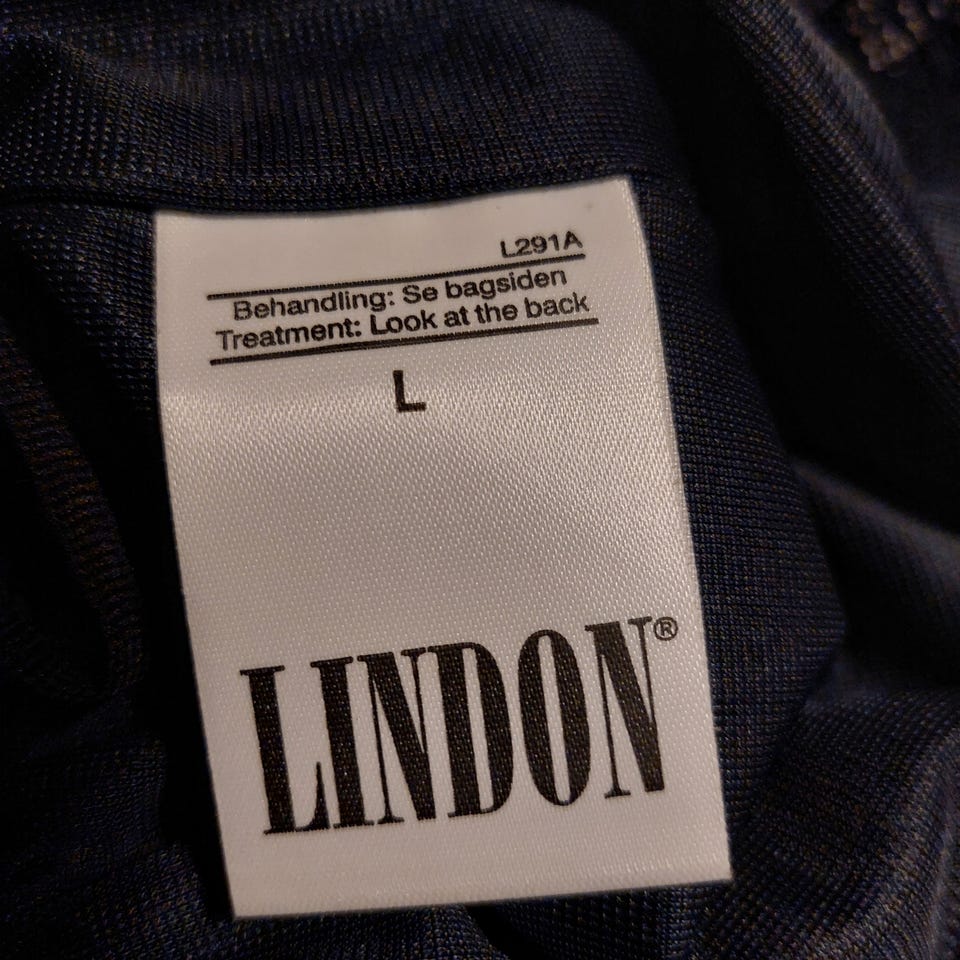 L291A
Behandling: Se bagsiden
Treatment: Look at the back
L
LINDON®